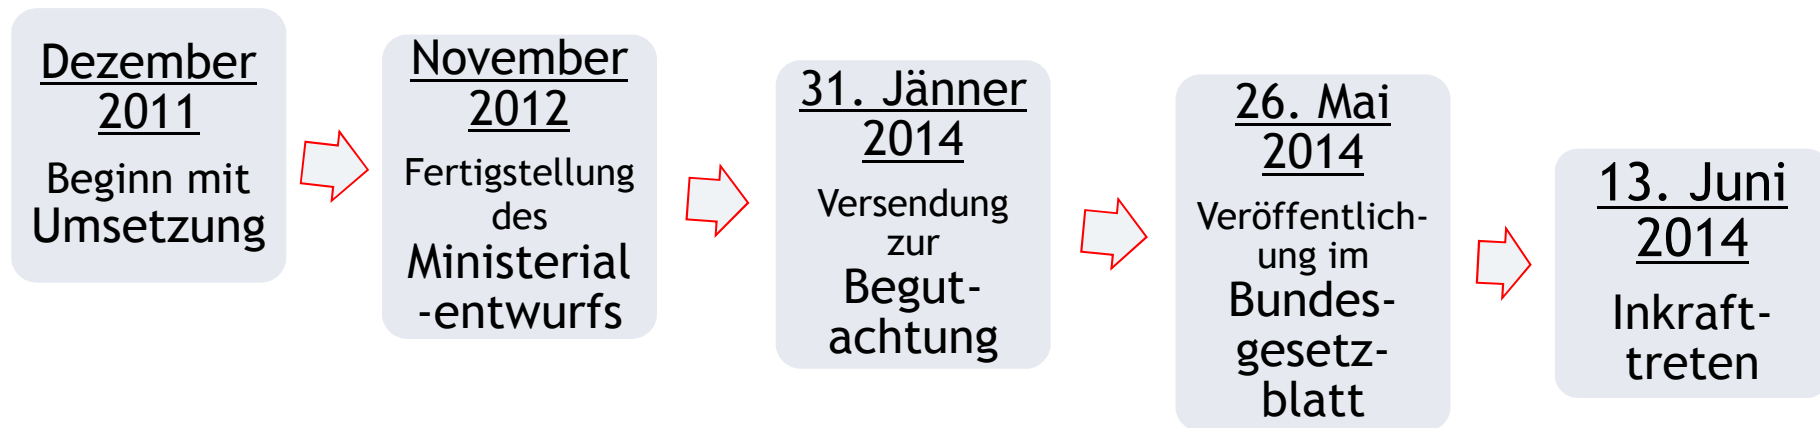 Dezember
2011
Beginn mit
Umsetzung
November
2012
Fertigstellung
des
Ministerial
-entwurfs
31. Jänner
2014
Versendung
zur
Begut-
achtung
26. Mai
2014
Veröffentlich-
ung im
Bundes-
gesetz-
blatt
13. Juni
2014
Inkraft-
treten